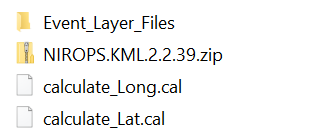 Event_Layer_Files
NIROPS.KML.2.2.39.zip
calculate_Long.cal
calculate_Lat.cal